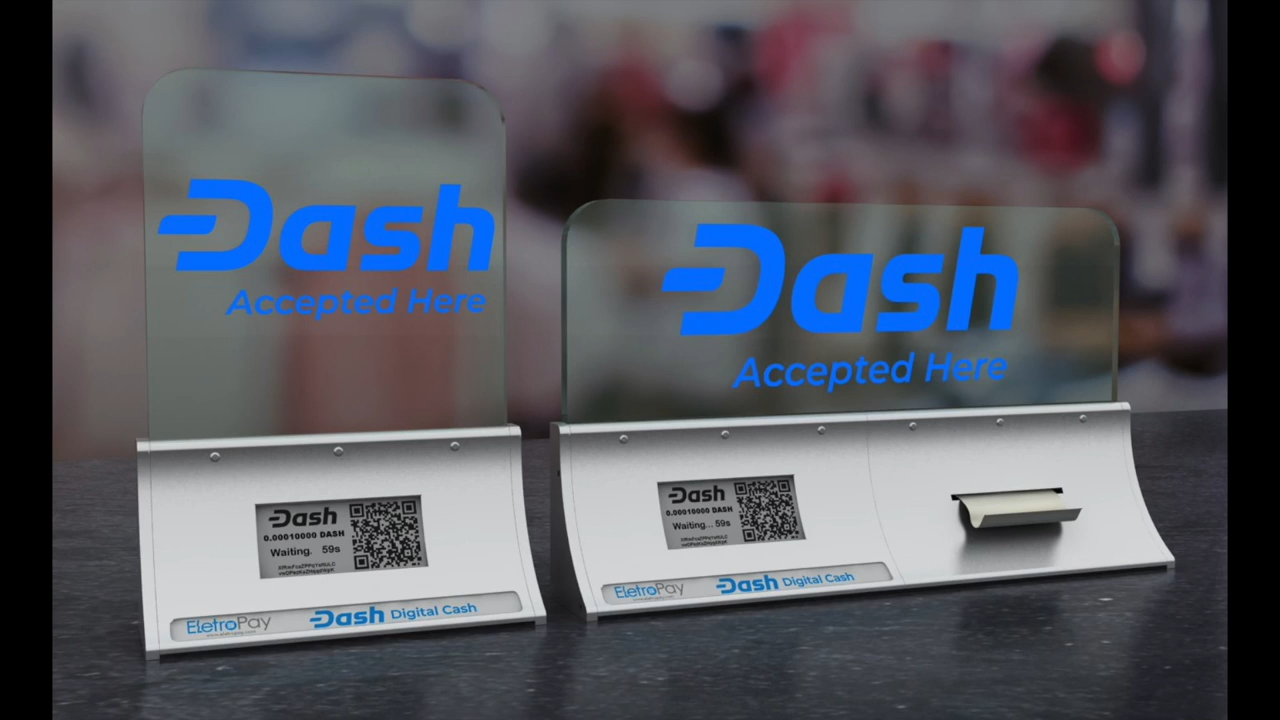 Dash
Accepted Here
Dash
0.00010000 DASH
Waiting. 59s
EletroPay
Dash Digital Cash
Dash
Accepted Here
Dash
0.00010000 DASH
Waiting... 59s
EletroPay
Dash Digital Cash